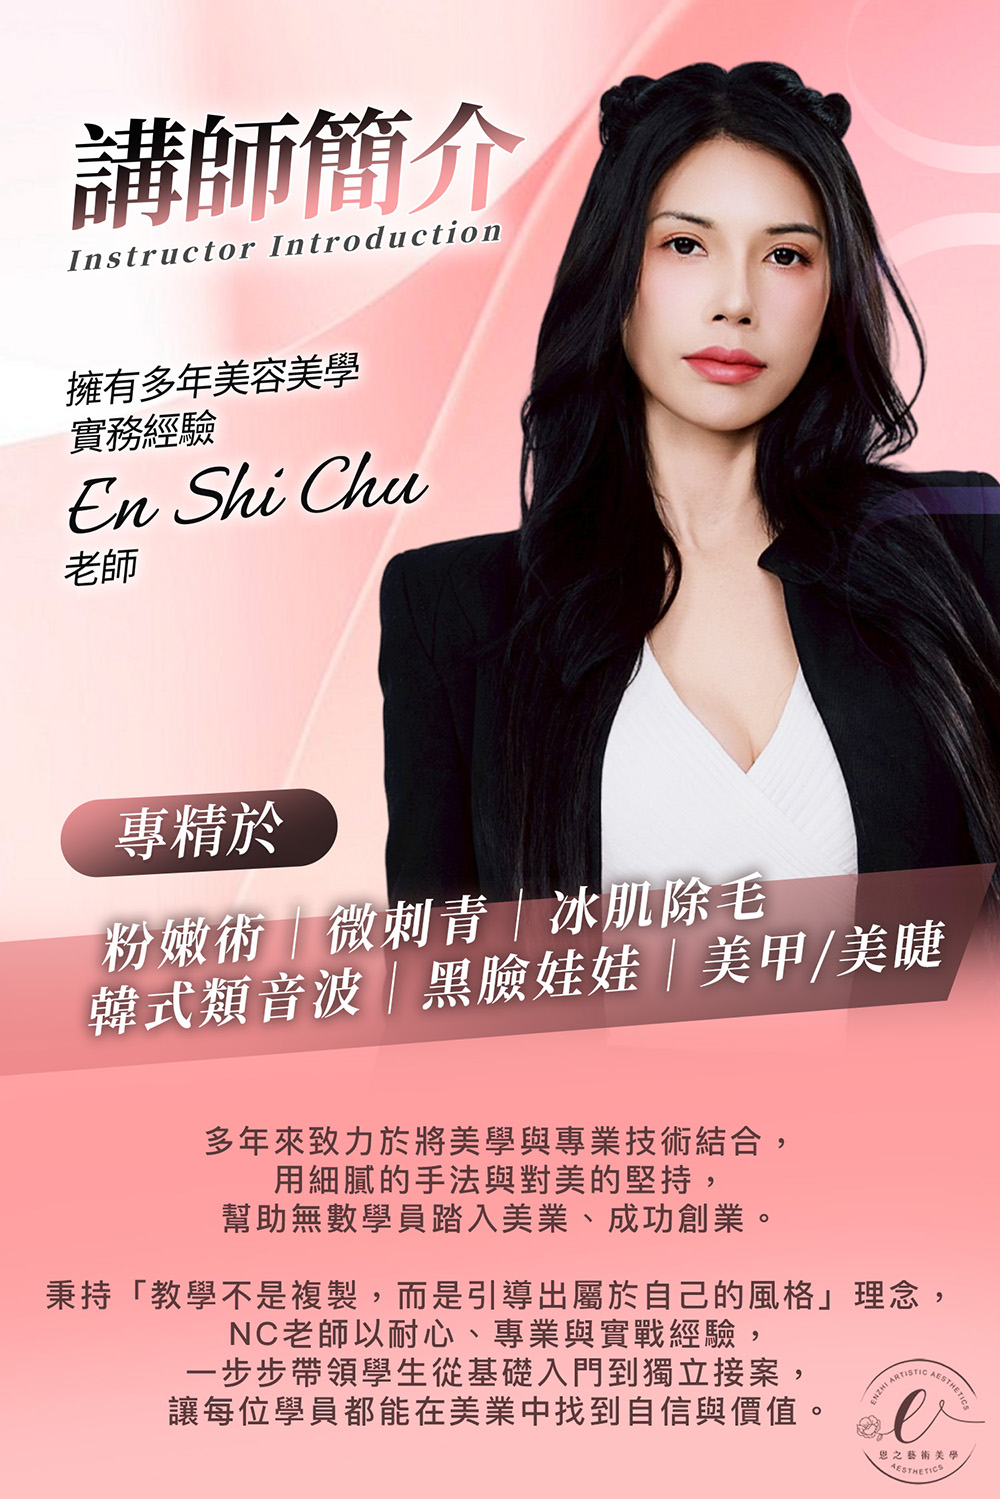 講師簡介
Instructor Introduction
擁有多年美容美學
實務經驗
En Shi Chu
老師
專精於
粉嫩術｜微刺青｜冰肌除毛
韓式類音波｜黑臉娃娃｜美甲/美睫
多年來致力於將美學與專業技術結合，
用細膩的手法與對美的堅持，
幫助無數學員踏入美業、成功創業。
秉持「教學不是複製，而是引導出屬於自己的風格」理念，
NC老師以耐心、專業與實戰經驗，
一步步帶領學生從基礎入門到獨立接案，
讓每位學員都能在美業中找到自信與價值。
ENZHI ARTISTIC AESTHETICS
恩之藝術美學
AESTHETICS